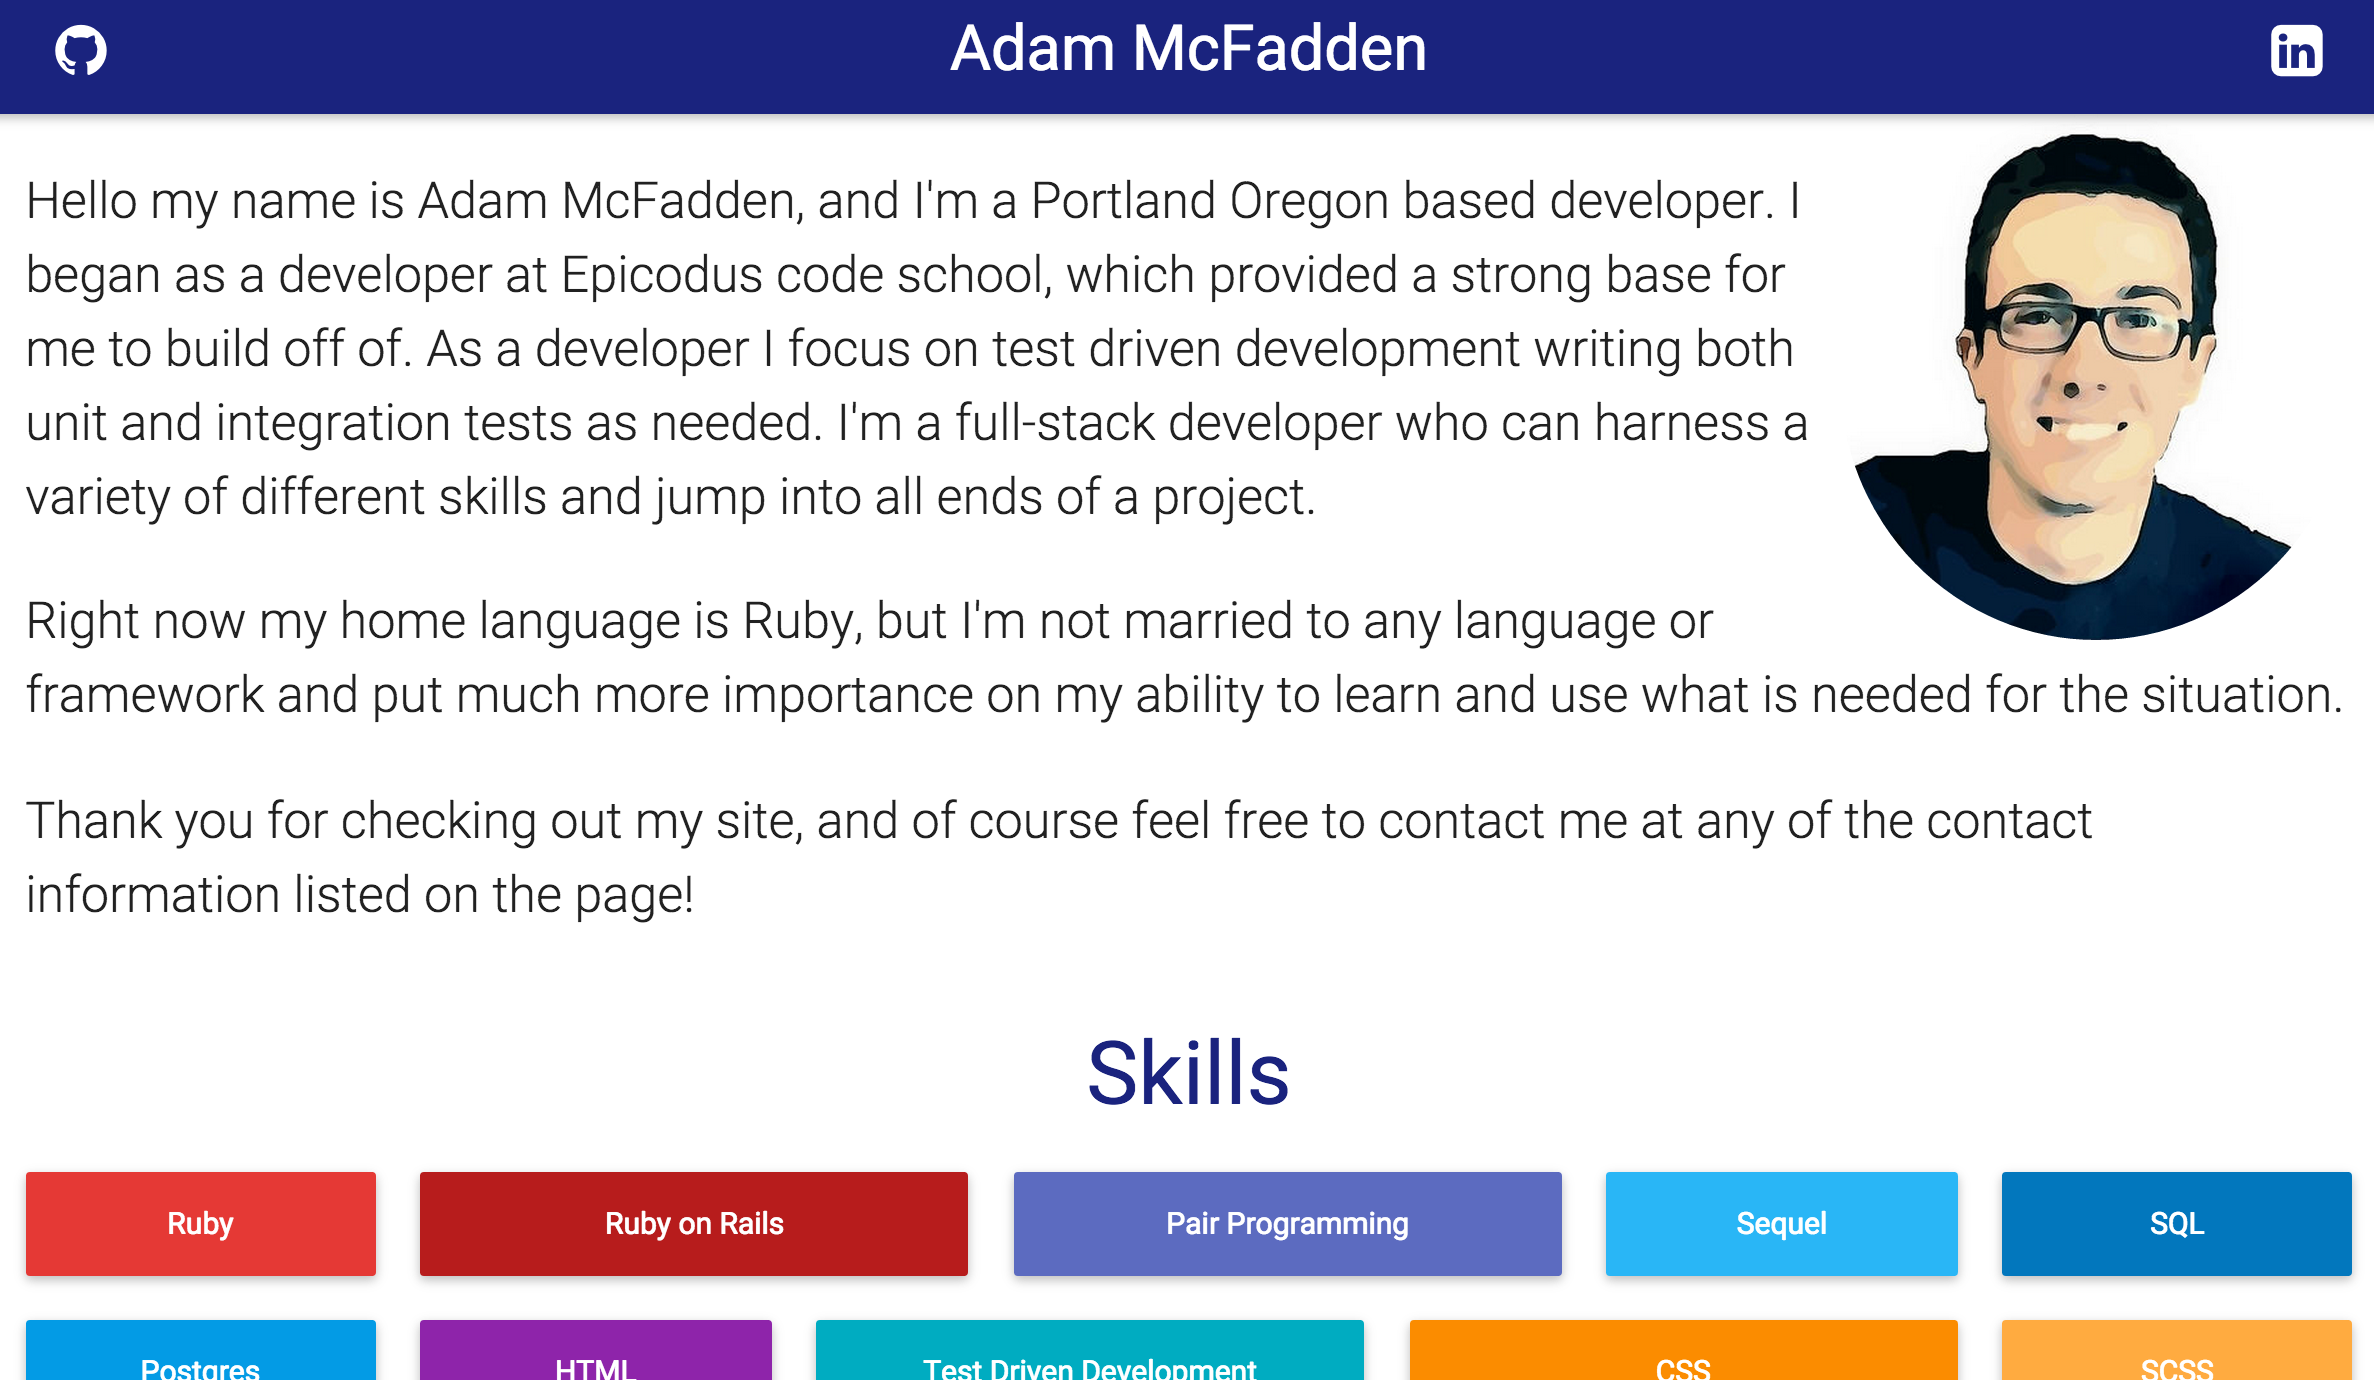 Adam McFadden
in
Hello my name is Adam McFadden, and I'm a Portland Oregon based developer. I
began as a developer at Epicodus code school, which provided a strong base for
me to build off of. As a developer I focus on test driven development writing both
unit and integration tests as needed. I'm a full-stack developer who can harness a
variety of different skills and jump into all ends of a project.
Right now my home language is Ruby, but I'm not married to any language or
framework and put much more importance on my ability to learn and use what is needed for the situation.
Thank you for checking out my site, and of course feel free to contact me at any of the contact
information listed on the page!
Skills
Ruby
Ruby on Rails
Pair Programming
Sequel
SQL
Postgres
HTML
Test Driven Development
CSS
SCSS